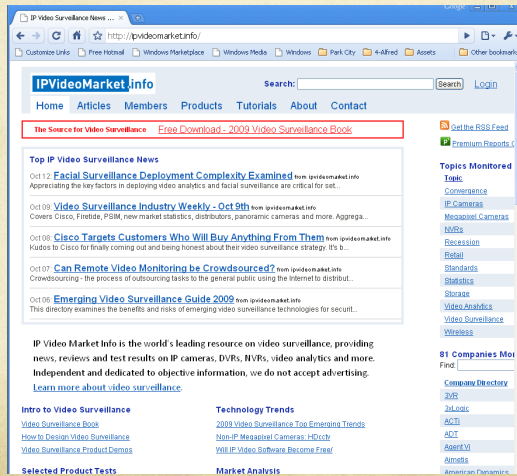 Google
IP Video Surveillance News ...
http://ipvideomarket.info/
Customize Links Free Hotmail Windows Marketplace Windows Media Windows Park City 4-Alfred Assets Other bookmark
IPVideoMarket.info
Search: Search Login
Home Articles Members Products Tutorials About Contact
The Source for Video Surveillance Free Download - 2009 Video Surveillance Book
Get the RSS Feed
Premium Reports
Top IP Video Surveillance News
Oct 12: Facial Surveillance Deployment Complexity Examined from ipvideomarket.info
Appreciating the key factors in deploying video analytics and facial surveillance are critical for set...
Oct 09: Video Surveillance Industry Weekly - Oct 9th from ipvideomarket.info
Covers Cisco, Firetide, PSIM, new market statistics, distributors, panoramic cameras and more. Aggrega...
Oct 08: Cisco Targets Customers Who Will Buy Anything From Them from ipvideomarket.info
Kudos to Cisco for finally coming out and being honest about their video surveillance strategy. It's b...
Oct 07: Can Remote Video Monitoring be Crowdsourced? from ipvideomarket.info
Crowdsourcing - the process of outsourcing tasks to the general public using the Internet to distribut...
Oct 06: Emerging Video Surveillance Guide 2009 from ipvideomarket.info
This directory examines the benefits and risks of emerging video surveillance technologies for securit...
Topics Monitored
Topic
Convergence
IP Cameras
Megapixel Cameras
NVRs
Recession
Retail
Standards
Statistics
Storage
Video Analytics
Video Surveillance
Wireless
IP Video Market Info is the world's leading resource on video surveillance, providing
news, reviews and test results on IP cameras, DVRs, NVRs, video analytics and more.
Independent and dedicated to objective information, we do not accept advertising.
Learn more about video surveillance.
81 Companies Mon
Find:
Company Directory
3VR
3xLogic
ACTi
ADT
Agent Vi
Aimetis
American Dynamics
Intro to Video Surveillance
Video Surveillance Book
How to Design Video Surveillance
Video Surveillance Product Demos
Technology Trends
2009 Video Surveillance Top Emerging Trends
Non-IP Megapixel Cameras: HDcctv
Will IP Video Software Become Free/
Selected Product Tests
Market Analysis